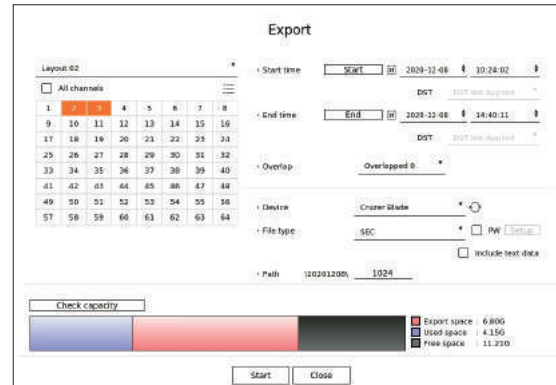 Export
Layout 02
All channels
1 2 3 4 5 6 7 8
9 10 11 12 13 14 15 16
17 18 19 20 21 22 23 24
25 26 27 28 29 30 31 32
33 34 35 36 37 38 39 40
41 42 43 44 45 46 47 48
49 50 51 52 53 54 55 56
57 58 59 60 61 62 63 64
Start time Start 2020-12-08 10:24:02
DST DST Not Applied
End time End 2020-12-08 14:40:11
DST DST Not Applied
Overlap Overlapped 0
Device Cruzer Blade
File type SEC PW Setup
Include text data
Path \20201208\ 1024
Check capacity
Export space : 6.80G
Used space : 4.15G
Free space : 11.21G
Start Close